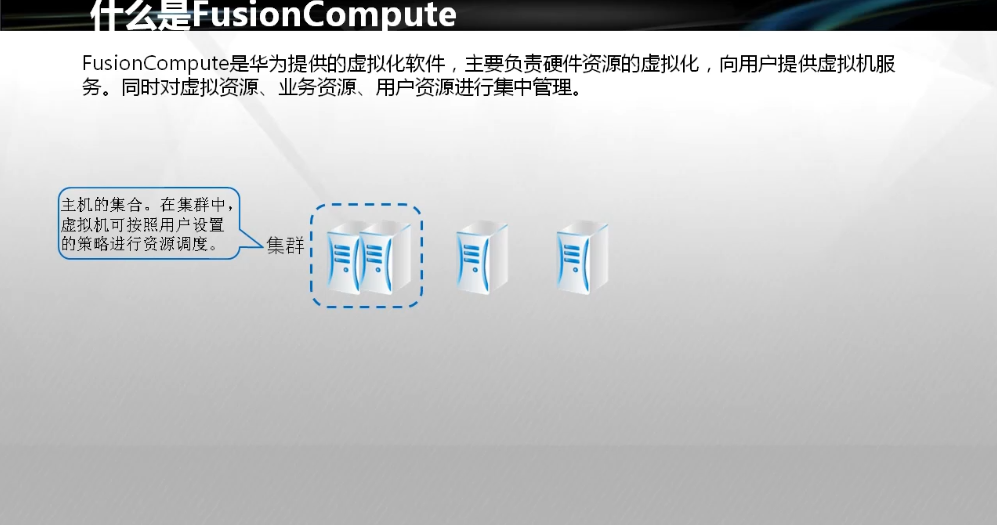 什么是FusionCompute
FusionCompute是华为提供的虚拟化软件，主要负责硬件资源的虚拟化，向用户提供虚拟机服
务。同时对虚拟资源、业务资源、用户资源进行集中管理。
主机的集合。在集群中，
虚拟机可按照用户设置
的策略进行资源调度。
集群